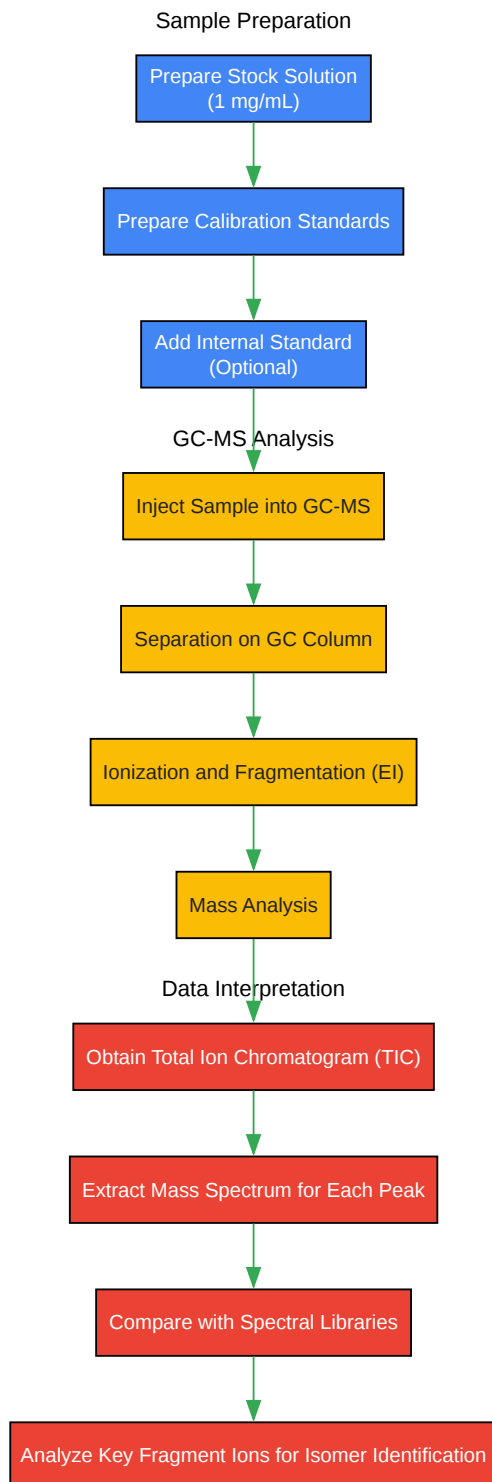 Sample Preparation
Prepare Stock Solution
(1 mg/mL)
Prepare Calibration Standards
Add Internal Standard
(Optional)
GC-MS Analysis
Inject Sample into GC-MS
Separation on GC Column
Ionization and Fragmentation (EI)
Mass Analysis
Data Interpretation
Obtain Total Ion Chromatogram (TIC)
Extract Mass Spectrum for Each Peak
Compare with Spectral Libraries
Analyze Key Fragment Ions for Isomer Identification